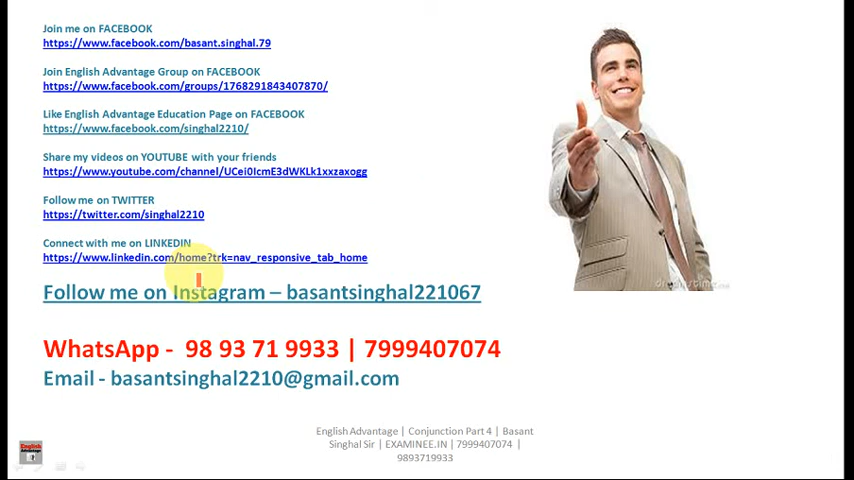 Join me on FACEBOOK
https://www.facebook.com/basant.singhal.79
Join English Advantage Group on FACEBOOK
https://www.facebook.com/groups/1768291843407870/
Like English Advantage Education Page on FACEBOOK
https://www.facebook.com/singhal2210/
Share my videos on YOUTUBE with your friends
https://www.youtube.com/channel/UCei0IcmE3dWKLk1xxzaxogg
Follow me on TWITTER
https://twitter.com/singhal2210
Connect with me on LINKEDIN
https://www.linkedin.com/home?trk=nav_responsive_tab_home
Follow me on Instagram – basantsinghal221067
WhatsApp - 98 93 71 9933 | 7999407074
Email - basantsinghal2210@gmail.com
English Advantage | Conjunction Part 4 | Basant
Singhal Sir | EXAMINEE.IN | 7999407074 |
9893719933
English
Advantage
dreamstime